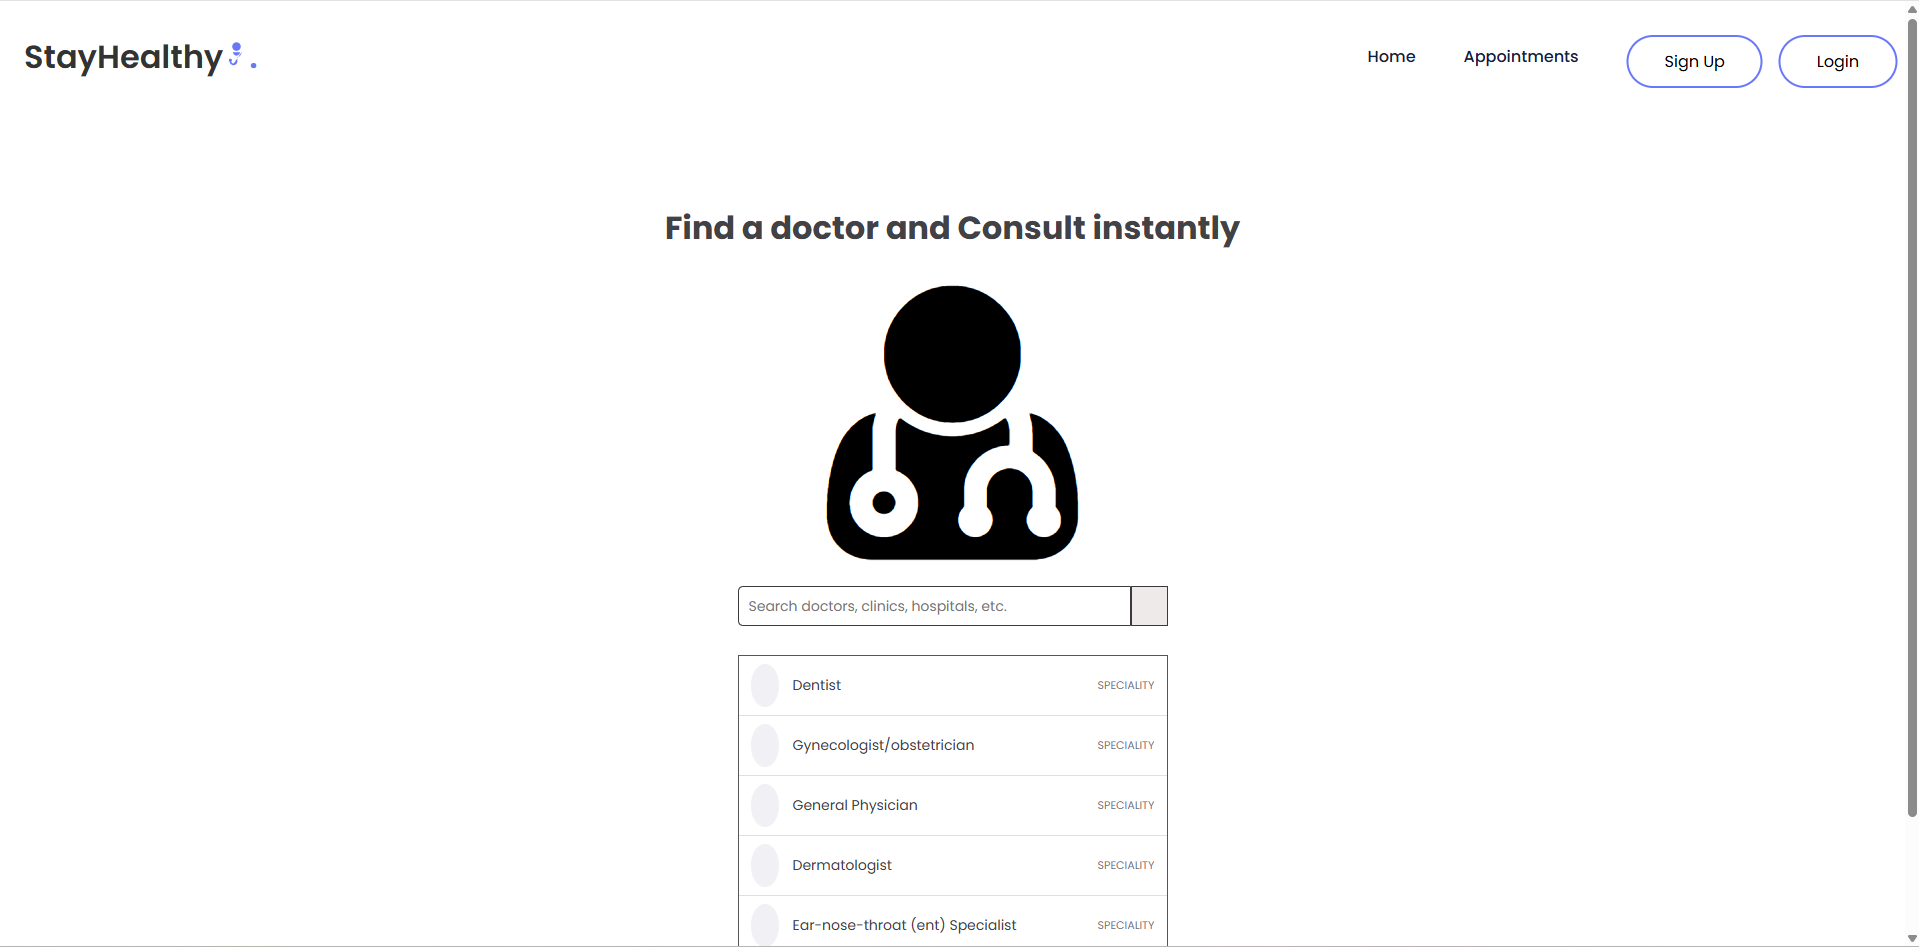 StayHealthy .
Home Appointments Sign Up Login
Find a doctor and Consult instantly
Search doctors, clinics, hospitals, etc.
Dentist SPECIALITY
Gynecologist/obstetrician SPECIALITY
General Physician SPECIALITY
Dermatologist SPECIALITY
Ear-nose-throat (ent) Specialist SPECIALITY